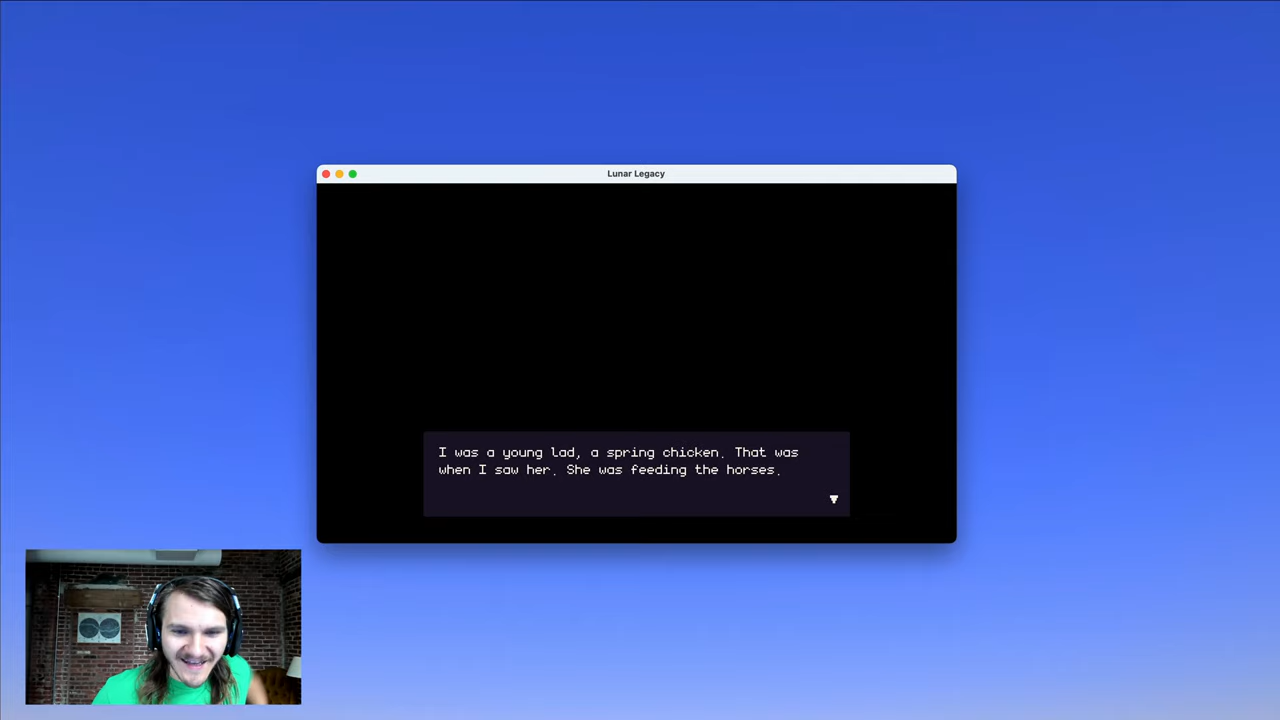 Lunar Legacy
I was a young lad, a spring chicken. That was
when I saw her. She was feeding the horses.